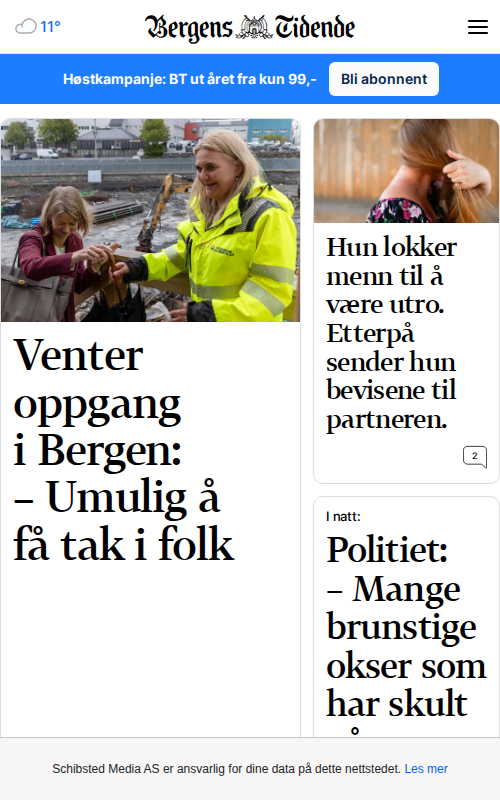 11°
Bergens Tidende
Høstkampanje: BT ut året fra kun 99,-
Bli abonnent
Venter
oppgang
i Bergen:
– Umulig å
få tak i folk
Hun lokker
menn til å
være utro.
Etterpå
sender hun
bevisene til
partneren.
2
I natt:
Politiet:
– Mange
brunstige
okser som
har skult
Schibsted Media AS er ansvarlig for dine data på dette nettstedet. Les mer